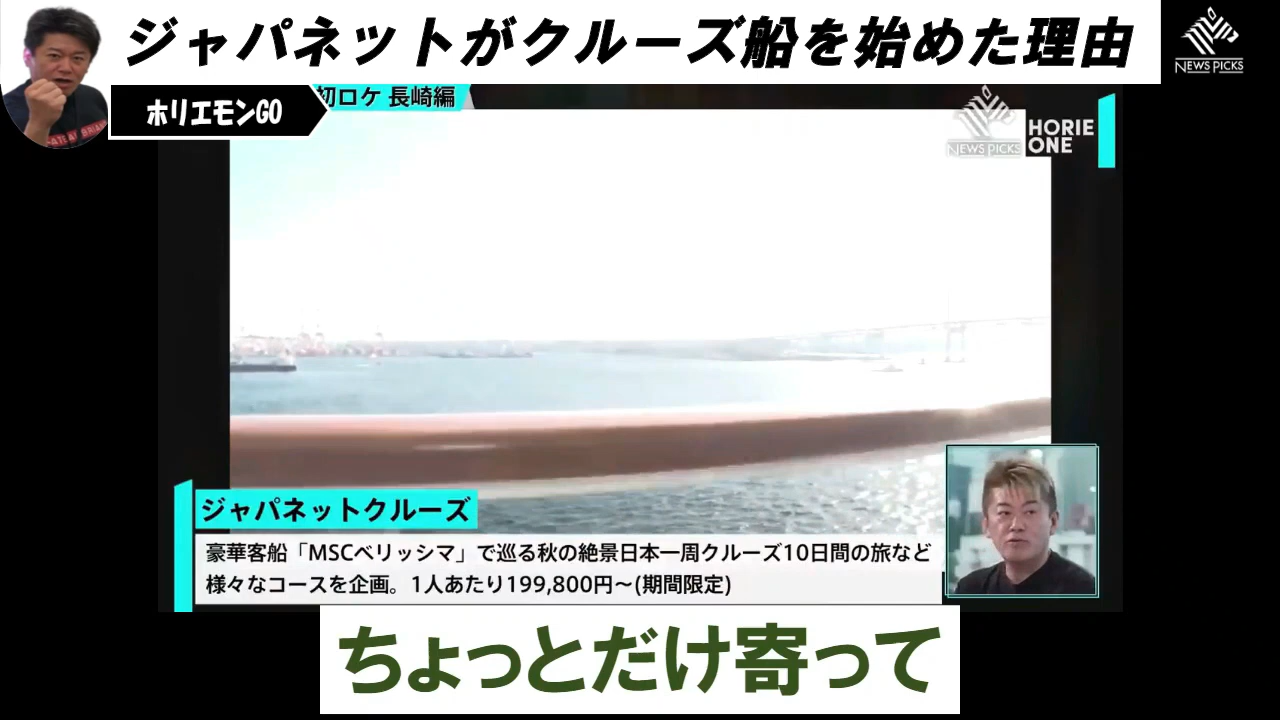 ジャパネットがクルーズ船を始めた理由
NEWS PICKS
ホリエモンGO
初ロケ 長崎編
NEWS PICKS
HORIE
ONE
ジャパネットクルーズ
豪華客船「MSCベリッシマ」で巡る秋の絶景日本一周クルーズ10日間の旅など
様々なコースを企画。1人あたり199,800円〜(期間限定)
ちょっとだけ寄って